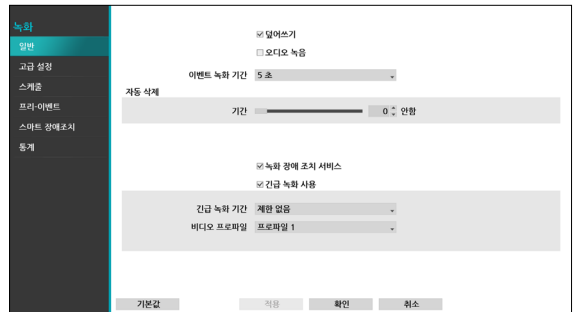 녹화
일반
고급 설정
스케줄
프리-이벤트
스마트 장애조치
통계
덮어쓰기
오디오 녹음
이벤트 녹화 기간 5 초
자동 삭제
기간 0 안함
녹화 장애 조치 서비스
긴급 녹화 사용
긴급 녹화 기간 제한 없음
비디오 프로파일 프로파일 1
기본값 적용 확인 취소